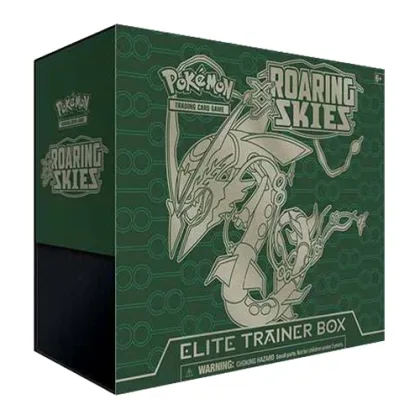 Pokémon
TRADING CARD GAME
XY
ROARING
SKIES
6+
Pokémon
ROARING
SKIES
ELITE TRAINER BOX
WARNING: CHOKING HAZARD-Small parts. Not for children under 3 years.